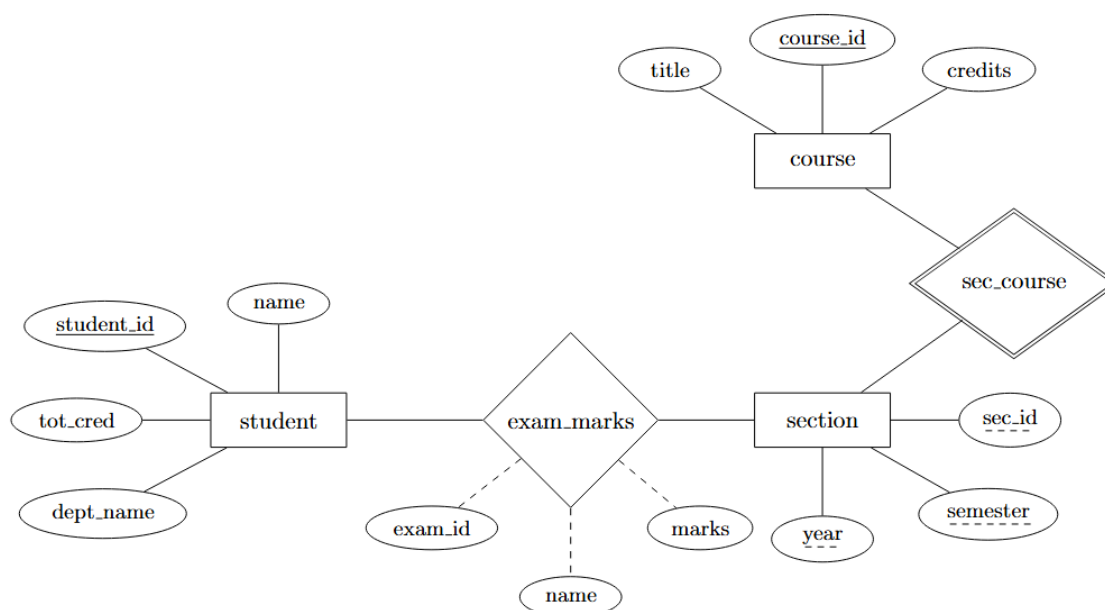 course_id
title
credits
course
sec_course
name
student_id
tot_cred
student
exam_marks
section
sec_id
dept_name
exam_id
marks
year
semester
name